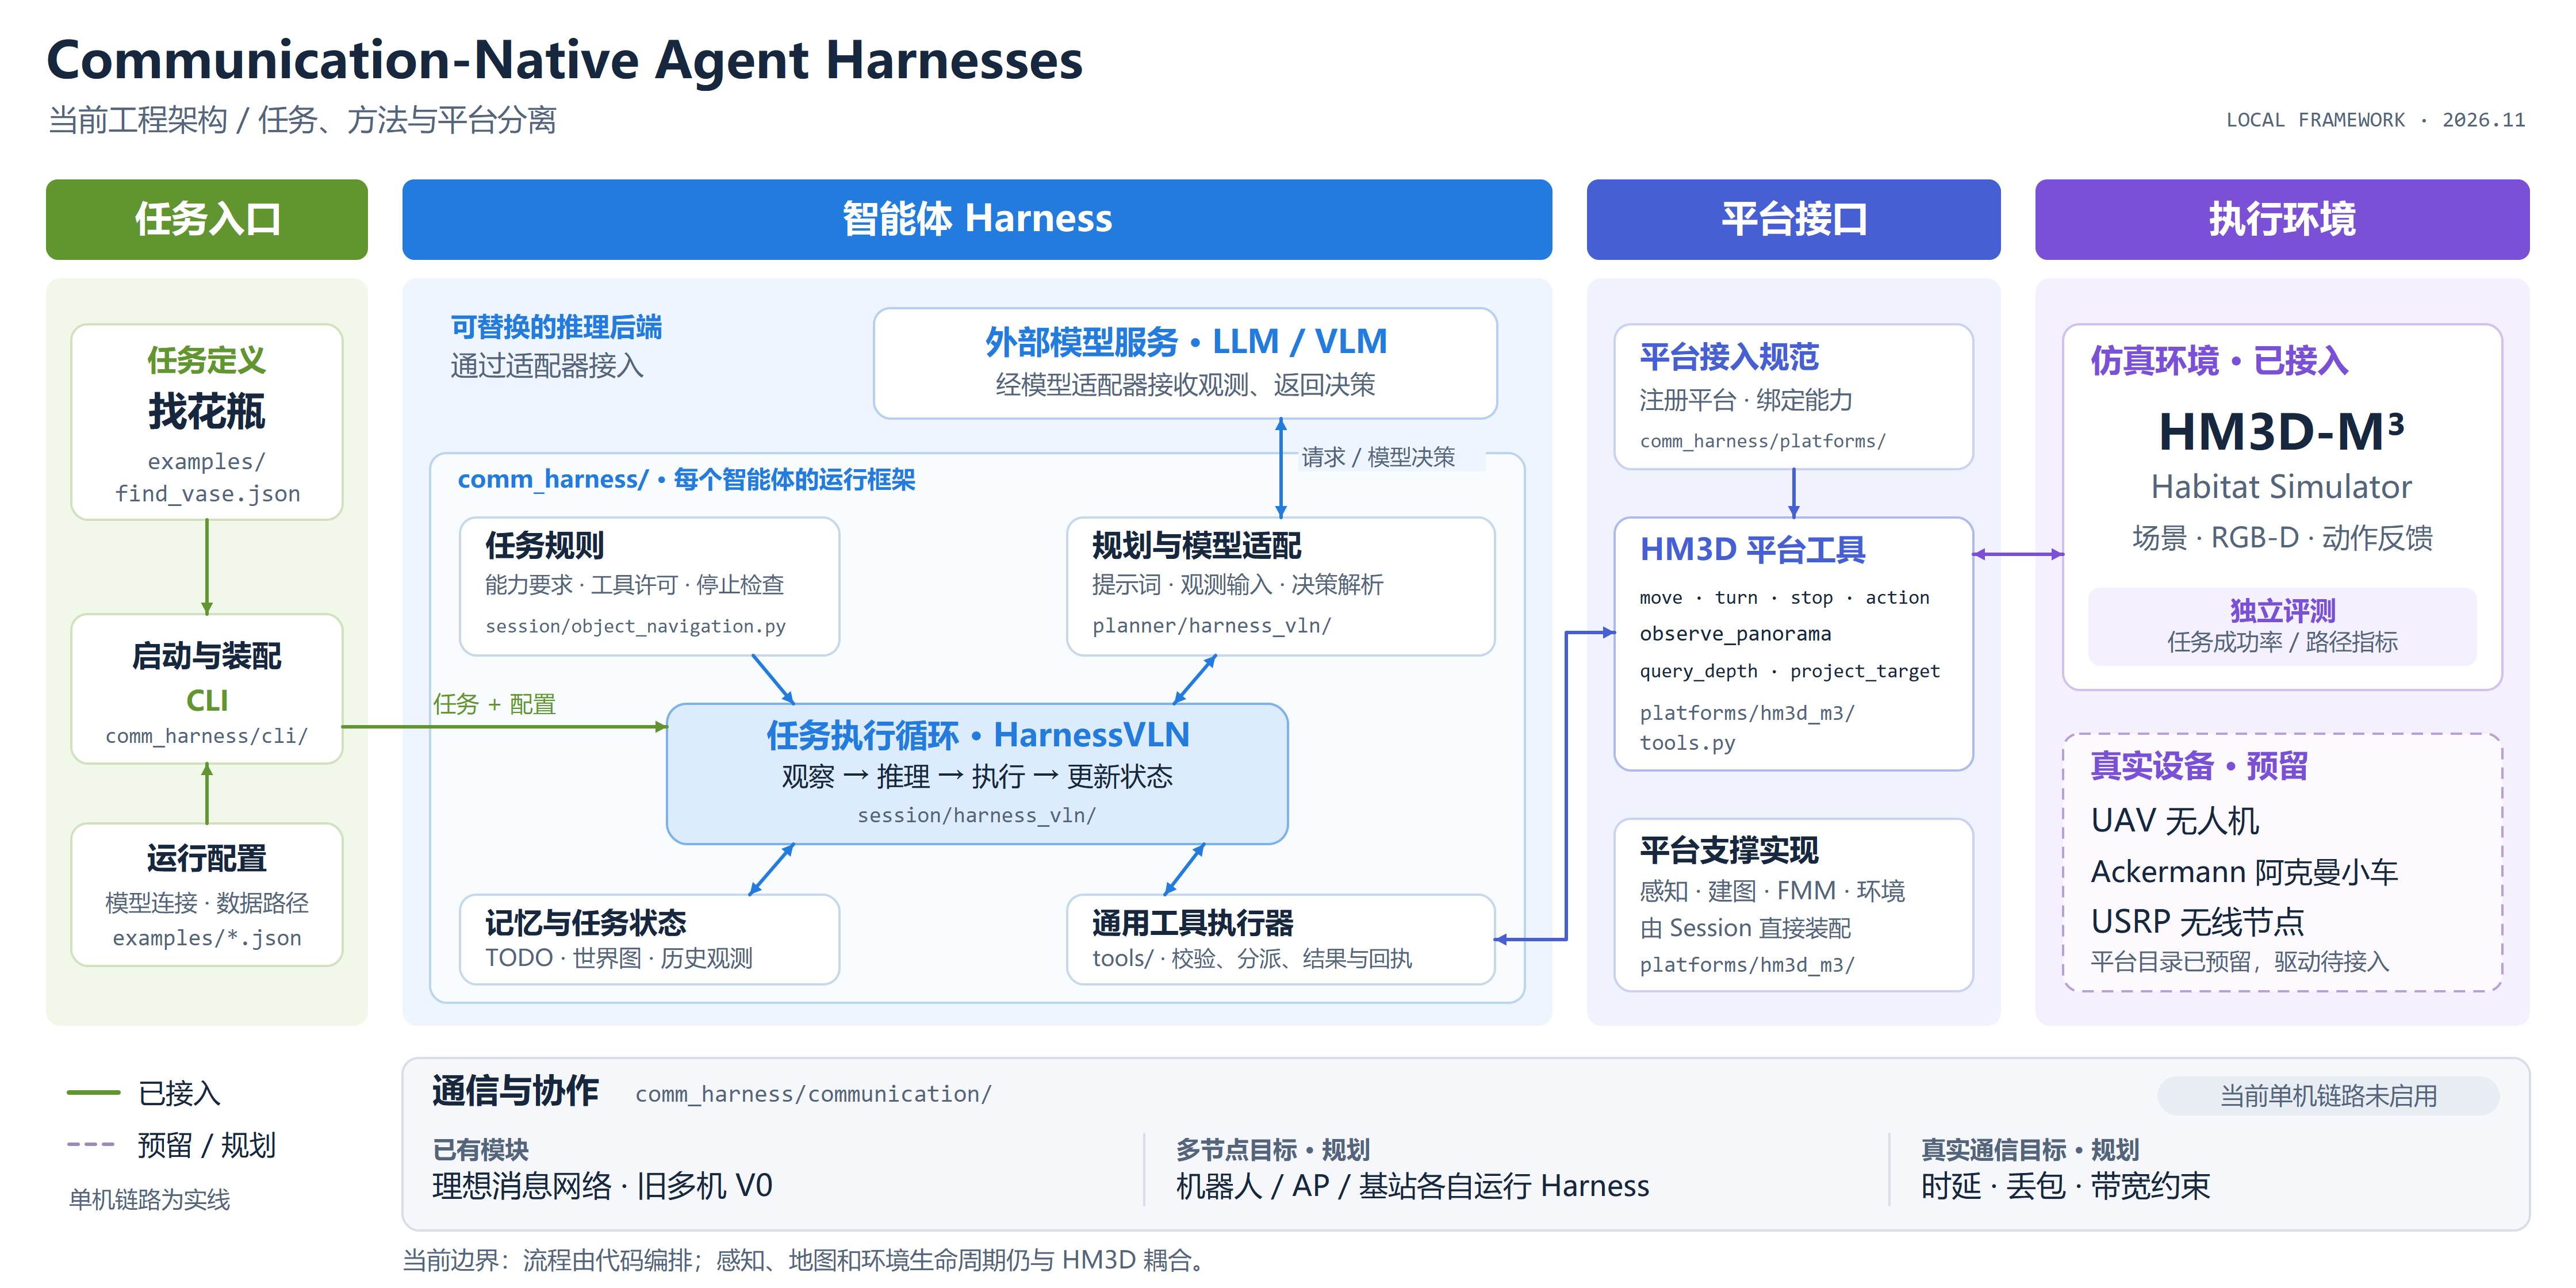 Communication-Native Agent Harnesses
当前工程架构 / 任务、方法与平台分离
LOCAL FRAMEWORK · 2026.11
任务入口
智能体 Harness
平台接口
执行环境
任务定义
找花瓶
examples/
find_vase.json
启动与装配
CLI
comm_harness/cli/
运行配置
模型连接 · 数据路径
examples/*.json
可替换的推理后端
通过适配器接入
外部模型服务 • LLM / VLM
经模型适配器接收观测、返回决策
请求 / 模型决策
comm_harness/ • 每个智能体的运行框架
任务规则
能力要求 · 工具许可 · 停止检查
session/object_navigation.py
规划与模型适配
提示词 · 观测输入 · 决策解析
planner/harness_vln/
任务 + 配置
任务执行循环 • HarnessVLN
观察 → 推理 → 执行 → 更新状态
session/harness_vln/
记忆与任务状态
TODO · 世界图 · 历史观测
通用工具执行器
tools/ · 校验、分派、结果与回执
平台接入规范
注册平台 · 绑定能力
comm_harness/platforms/
HM3D 平台工具
move · turn · stop · action
observe_panorama
query_depth · project_target
platforms/hm3d_m3/
tools.py
平台支撑实现
感知 · 建图 · FMM · 环境
由 Session 直接装配
platforms/hm3d_m3/
仿真环境 • 已接入
HM3D-M³
Habitat Simulator
场景 · RGB-D · 动作反馈
独立评测
任务成功率 / 路径指标
真实设备 • 预留
UAV 无人机
Ackermann 阿克曼小车
USRP 无线节点
平台目录已预留，驱动待接入
已接入
预留 / 规划
单机链路为实线
通信与协作 comm_harness/communication/
当前单机链路未启用
已有模块
理想消息网络 · 旧多机 V0
多节点目标 • 规划
机器人 / AP / 基站各自运行 Harness
真实通信目标 • 规划
时延 · 丢包 · 带宽约束
当前边界：流程由代码编排；感知、地图和环境生命周期仍与 HM3D 耦合。